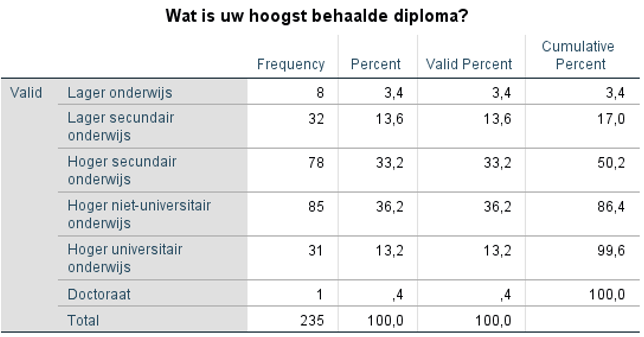 Wat is uw hoogst behaalde diploma?
Cumulative
Frequency Percent Valid Percent Percent
Valid Lager onderwijs 8 3,4 3,4 3,4
Lager secundair 32 13,6 13,6 17,0
onderwijs
Hoger secundair 78 33,2 33,2 50,2
onderwijs
Hoger niet-universitair 85 36,2 36,2 86,4
onderwijs
Hoger universitair 31 13,2 13,2 99,6
onderwijs
Doctoraat 1 ,4 ,4 100,0
Total 235 100,0 100,0